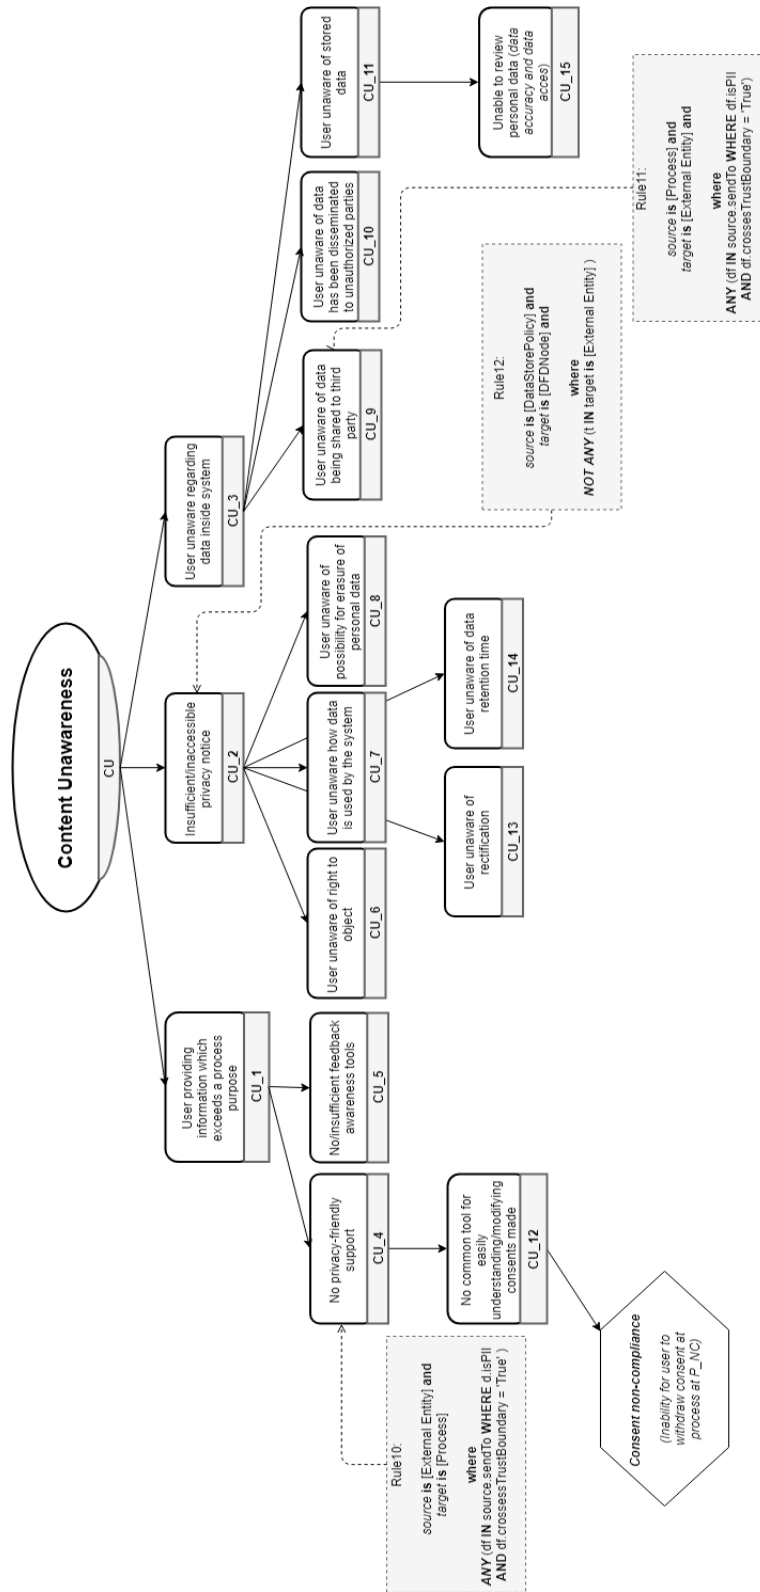 Content Unawareness
CU
User providing
information which
exceeds a process
purpose
CU_1
Insufficient/inaccessible
privacy notice
CU_2
User unaware regarding
data inside system
CU_3
No privacy-friendly
support
CU_4
No/insufficient feedback
awareness tools
CU_5
User unaware of right to
object
CU_6
User unaware how data
is used by the system
CU_7
User unaware of
possibility for erasure of
personal data
CU_8
User unaware of data
being shared to third
party
CU_9
User unaware of data
has been disseminated
to unauthorized parties
CU_10
User unaware of stored
data
CU_11
No common tool for
easily
understanding/modifying
consents made
CU_12
User unaware of
rectification
CU_13
User unaware of data
retention time
CU_14
Unable to review
personal data (data
accuracy and data
acces)
CU_15
Consent non-compliance
(Inability for user to
withdraw consent at
process at P_NC)
Rule10:
source is [External Entity] and
target is [Process]
where
ANY (df IN source.sendTo WHERE d.isPII
AND df.crossessTrustBoundary = 'True' )
Rule12:
source is [DataStorePolicy] and
target is [DFDNode] and
where
NOT ANY (t IN target is [External Entity] )
Rule11:
source is [Process] and
target is [External Entity] and
where
ANY (df IN source.sendTo WHERE df.isPII
AND df.crossesTrustBoundary = 'True')